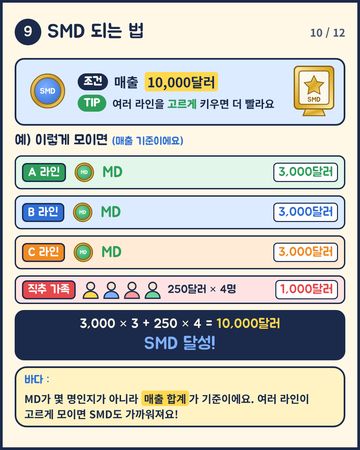 9 SMD 되는 법 10 / 12
SMD 조건 매출 10,000달러
TIP 여러 라인을 고르게 키우면 더 빨라요
SMD
예) 이렇게 모이면 (매출 기준이에요)
A 라인 MD MD 3,000달러
B 라인 MD MD 3,000달러
C 라인 MD MD 3,000달러
직추 가족 250달러 × 4명 1,000달러
3,000 × 3 + 250 × 4 = 10,000달러
SMD 달성!
바다 :
MD가 몇 명인지가 아니라 매출 합계가 기준이에요. 여러 라인이
고르게 모이면 SMD도 가까워져요!